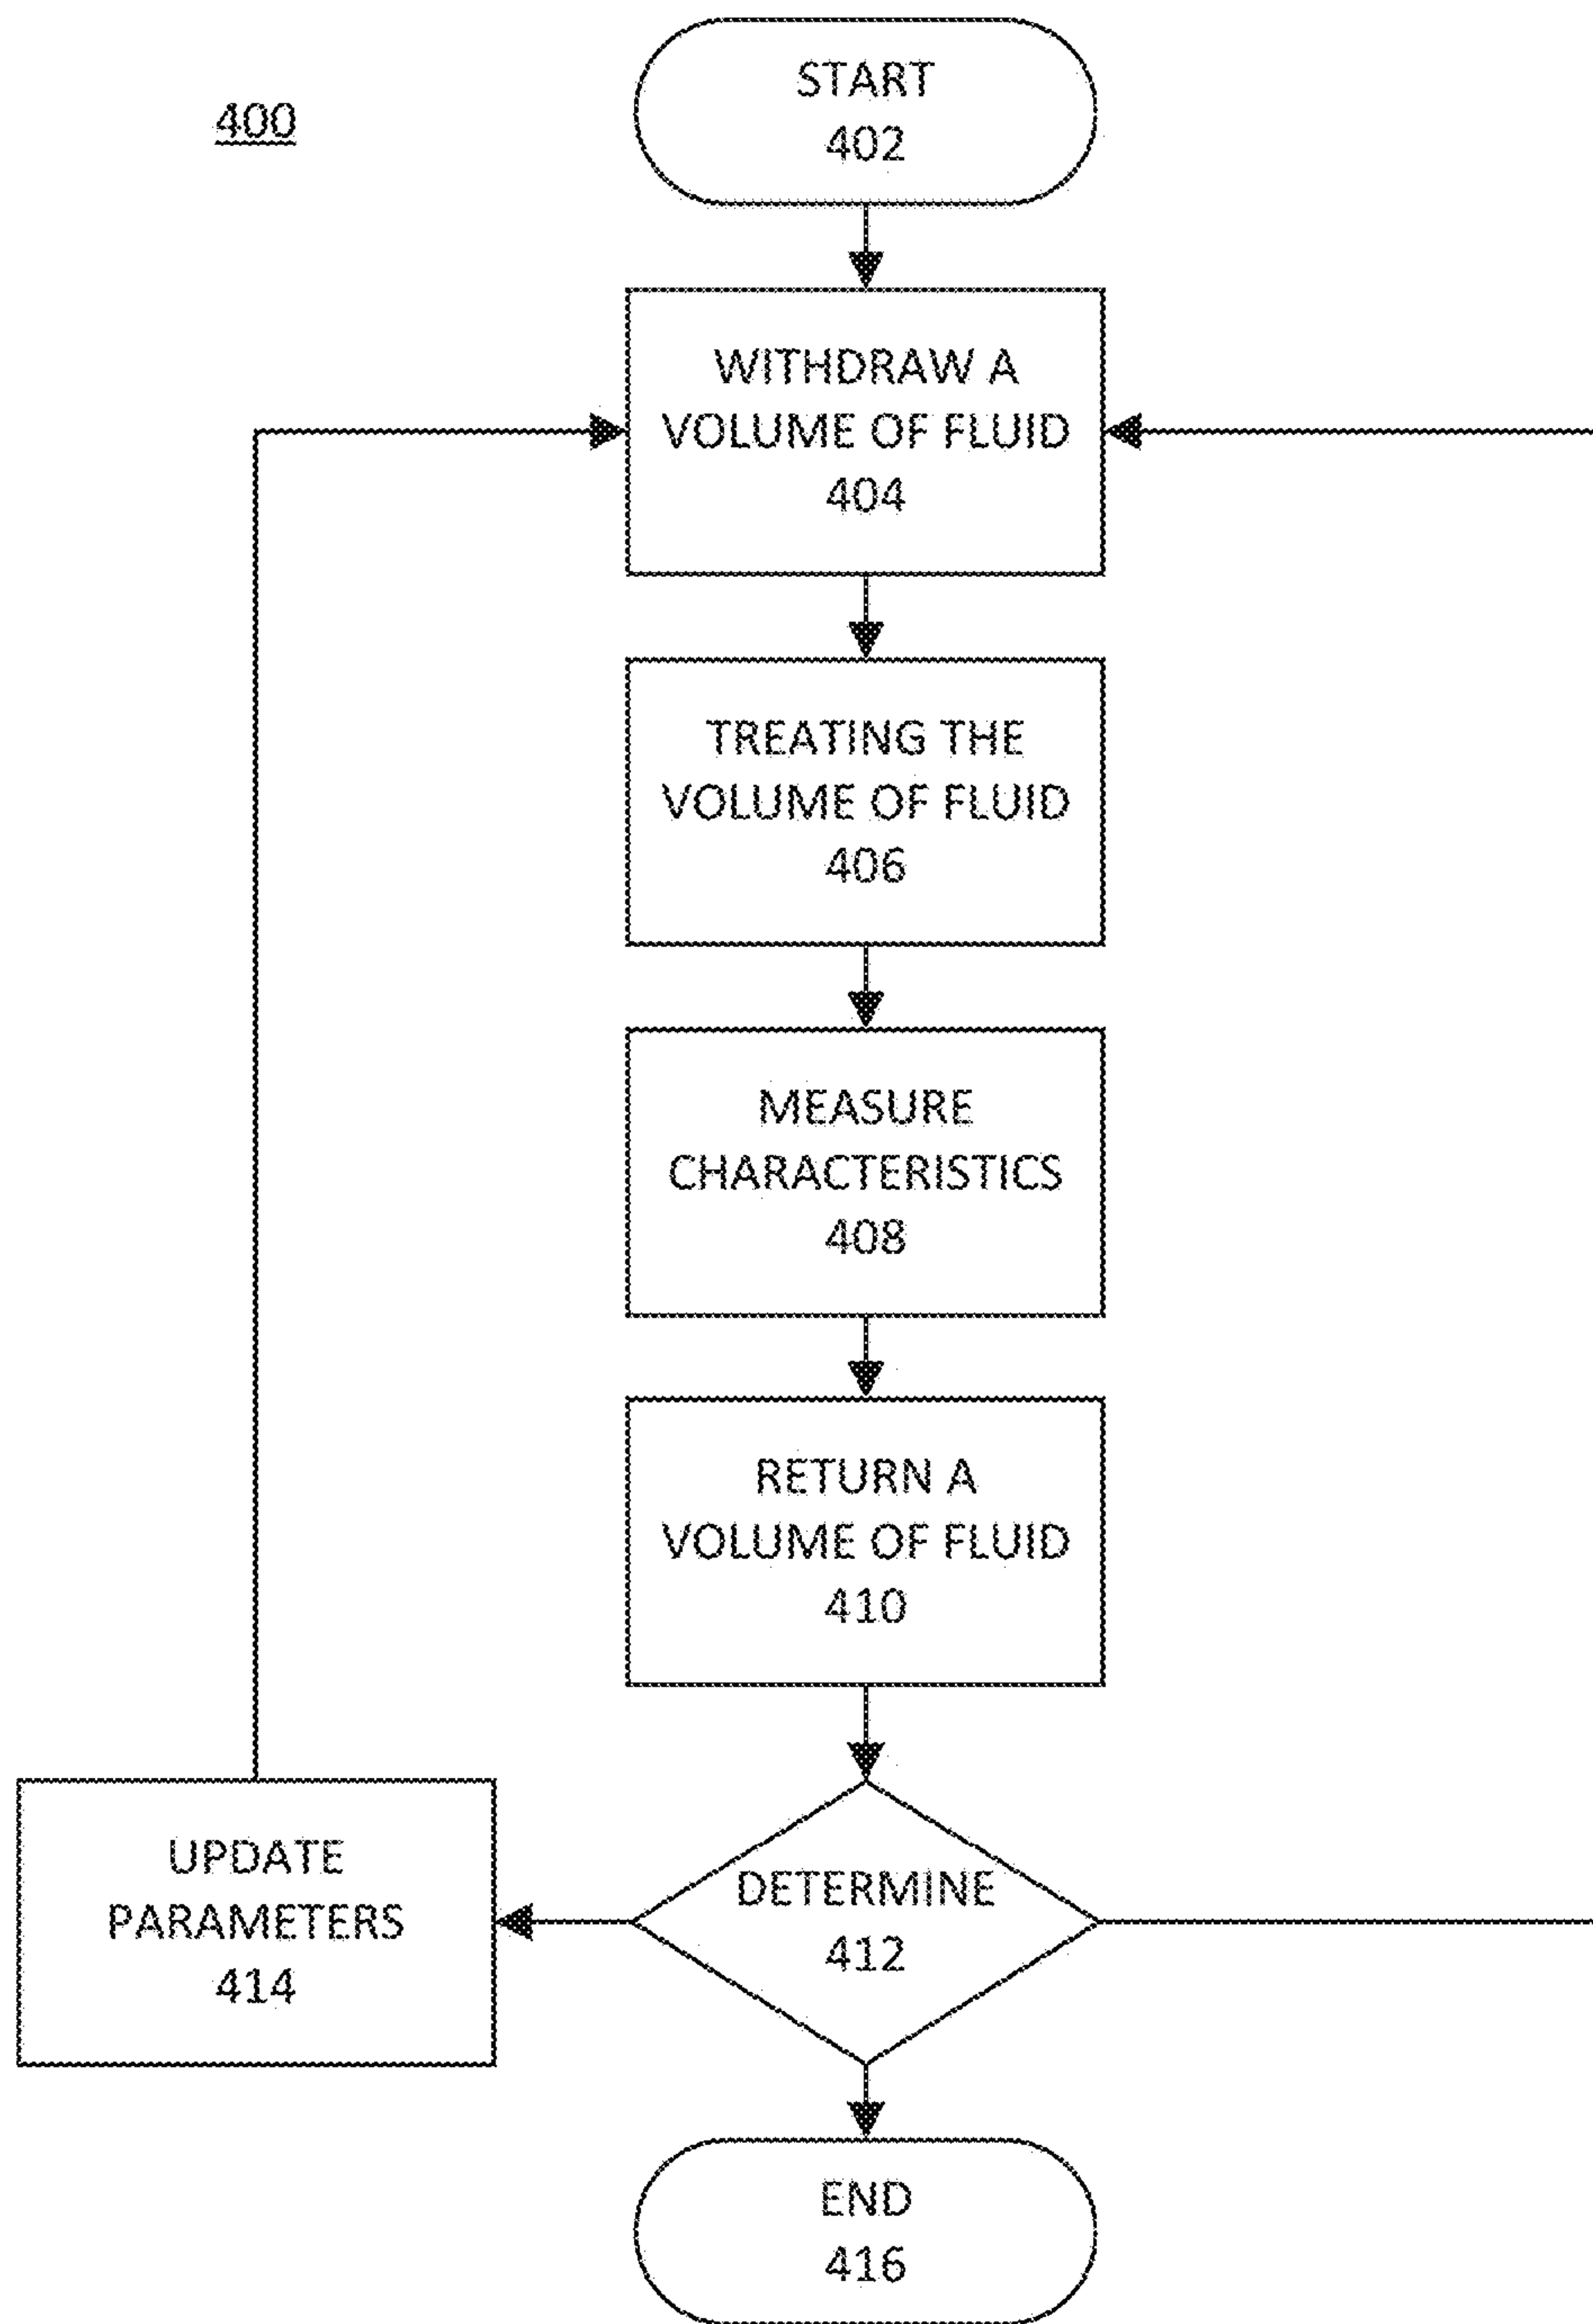 400
START
402
WITHDRAW A
VOLUME OF FLUID
404
TREATING THE
VOLUME OF FLUID
406
MEASURE
CHARACTERISTICS
408
RETURN A
VOLUME OF FLUID
410
UPDATE
PARAMETERS
414
DETERMINE
412
END
416